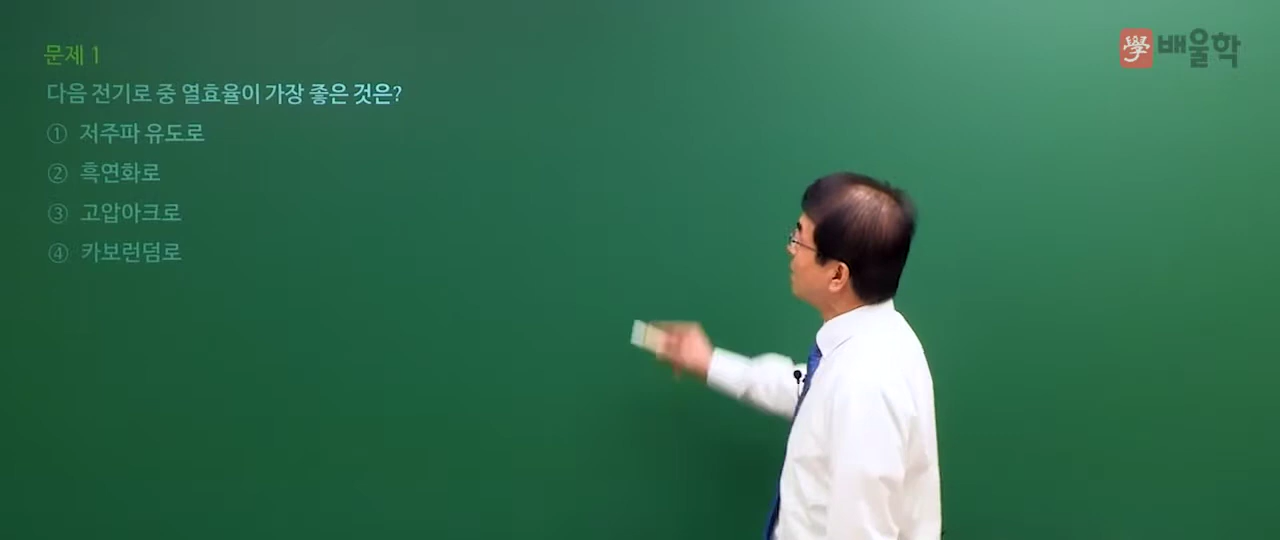 문제 1
學 배울학
다음 전기로 중 열효율이 가장 좋은 것은?
① 저주파 유도로
② 흑연화로
③ 고압아크로
④ 카보런덤로